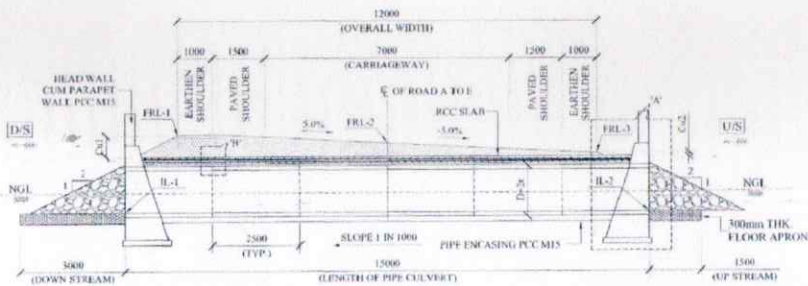 12000
(OVERALL WIDTH)
1000
1500
7000
1500
1000
(CARRIAGEWAY)
HEAD WALL
CUM PARAPET
WALL PCC M15
EARTHEN
SHOULDER
PAVED
SHOULDER
℄ OF ROAD A TO E
PAVED
SHOULDER
EARTHEN
SHOULDER
'A'
FRL-1
RCC SLAB
D/S
'B'
5.0%
FRL-2
-5.0%
FRL-3
U/S
Cu1
Cu2
2
1
2
1
NGL
IL-1
IL-2
NGL
2500
(TYP.)
SLOPE 1 IN 1000
PIPE ENCASING PCC M15
300mm THK.
FLOOR APRON
3000
(DOWN STREAM)
15000
(LENGTH OF PIPE CULVERT)
1500
(UP STREAM)